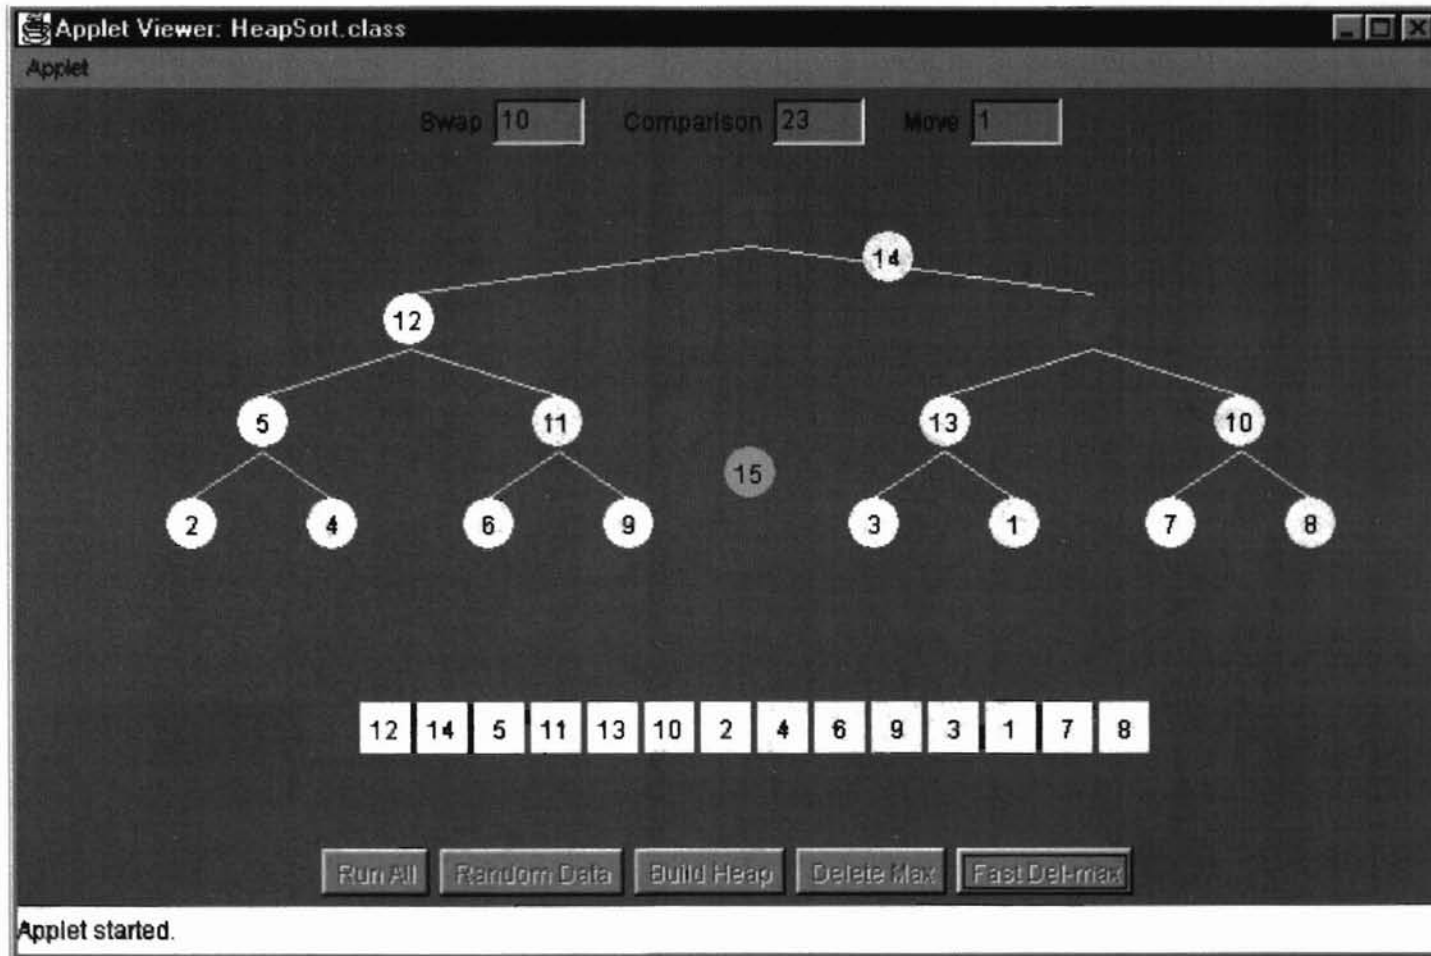 Applet Viewer: HeapSort.class
Applet
Swap 10 Comparison 23 Move 1
14
12
5 11 13 10
15
2 4 6 9 3 1 7 8
12 14 5 11 13 10 2 4 6 9 3 1 7 8
Run All Random Data Build Heap Delete Max Fast Del-max
Applet started.